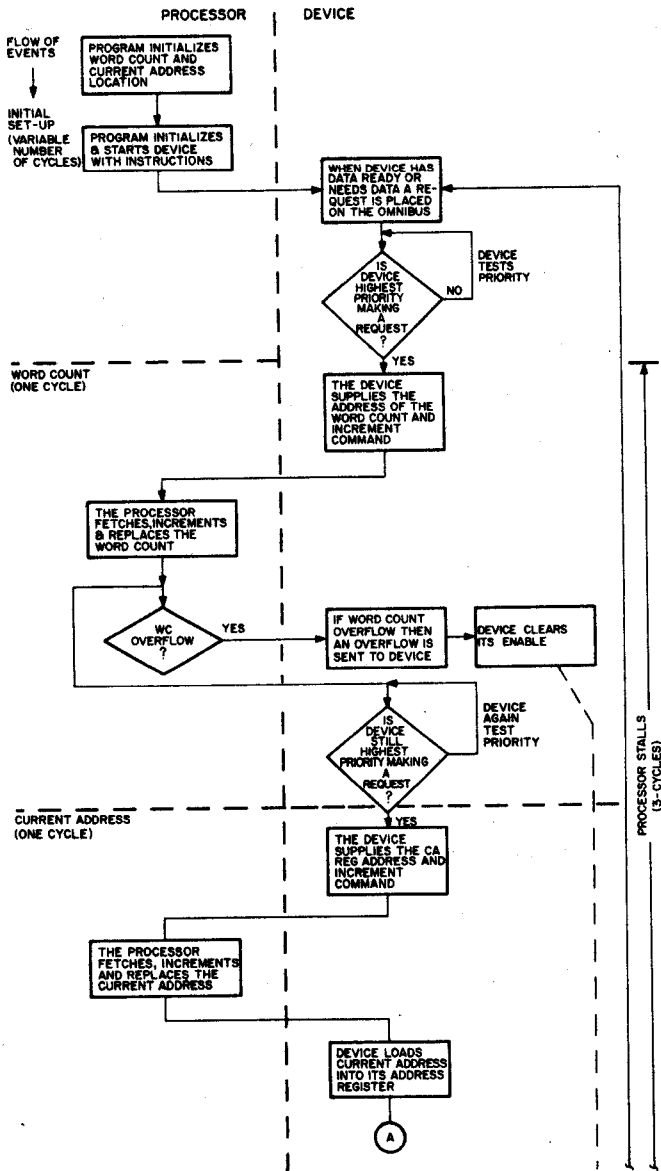 PROCESSOR
DEVICE
FLOW OF
EVENTS
INITIAL
SET-UP
(VARIABLE
NUMBER
OF CYCLES)
PROGRAM INITIALIZES
WORD COUNT AND
CURRENT ADDRESS
LOCATION
PROGRAM INITIALIZES
& STARTS DEVICE
WITH INSTRUCTIONS
WHEN DEVICE HAS
DATA READY OR
NEEDS DATA A RE-
QUEST IS PLACED
ON THE OMNIBUS
DEVICE
TESTS
PRIORITY
IS
DEVICE
HIGHEST
PRIORITY
MAKING
A
REQUEST
?
NO
YES
WORD COUNT
(ONE CYCLE)
THE DEVICE
SUPPLIES THE
ADDRESS OF THE
WORD COUNT AND
INCREMENT
COMMAND
THE PROCESSOR
FETCHES, INCREMENTS
& REPLACES THE
WORD COUNT
WC
OVERFLOW
?
YES
IF WORD COUNT
OVERFLOW THEN
AN OVERFLOW IS
SENT TO DEVICE
DEVICE CLEARS
ITS ENABLE
DEVICE
AGAIN
TEST
PRIORITY
IS
DEVICE
STILL
HIGHEST
PRIORITY MAKING
A
REQUEST
?
PROCESSOR STALLS
(3-CYCLES)
CURRENT ADDRESS
(ONE CYCLE)
YES
THE DEVICE
SUPPLIES THE CA
REG ADDRESS AND
INCREMENT
COMMAND
THE PROCESSOR
FETCHES, INCREMENTS
AND REPLACES THE
CURRENT ADDRESS
DEVICE LOADS
CURRENT ADDRESS
INTO ITS ADDRESS
REGISTER
A